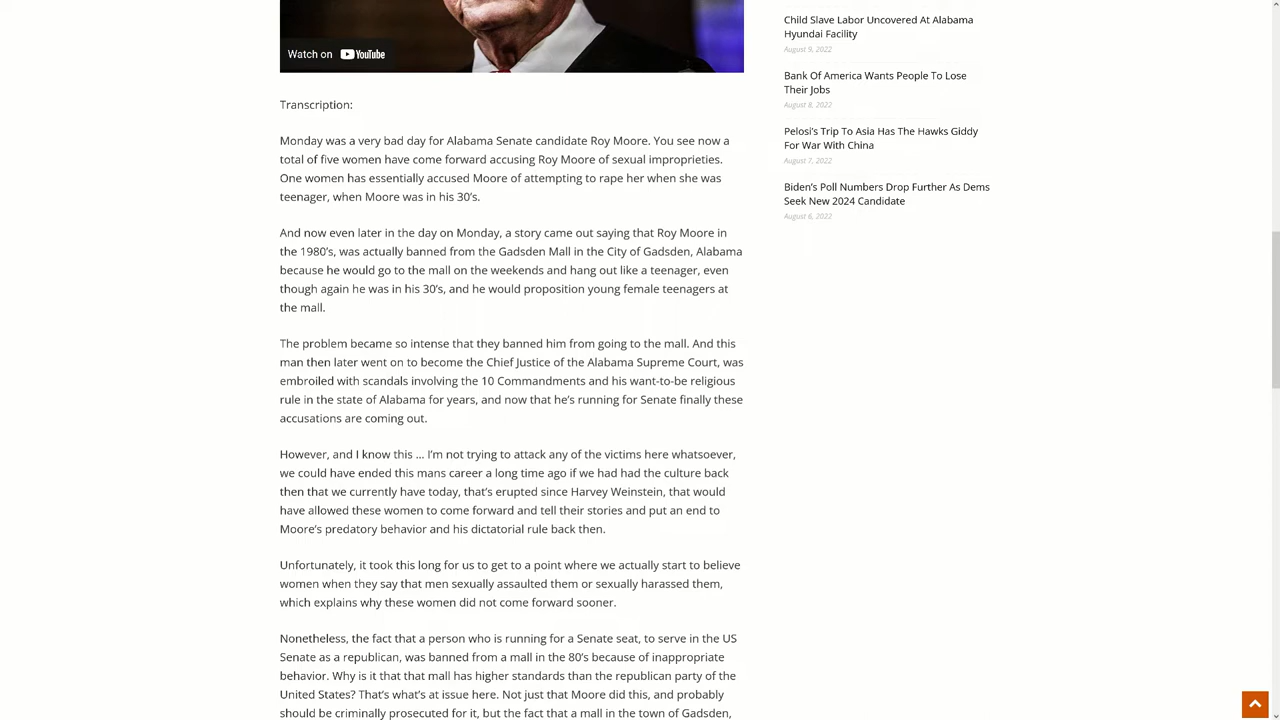 Watch on YouTube
Transcription:
Monday was a very bad day for Alabama Senate candidate Roy Moore. You see now a
total of five women have come forward accusing Roy Moore of sexual improprieties.
One women has essentially accused Moore of attempting to rape her when she was
teenager, when Moore was in his 30's.
And now even later in the day on Monday, a story came out saying that Roy Moore in
the 1980's, was actually banned from the Gadsden Mall in the City of Gadsden, Alabama
because he would go to the mall on the weekends and hang out like a teenager, even
though again he was in his 30's, and he would proposition young female teenagers at
the mall.
The problem became so intense that they banned him from going to the mall. And this
man then later went on to become the Chief Justice of the Alabama Supreme Court, was
embroiled with scandals involving the 10 Commandments and his want-to-be religious
rule in the state of Alabama for years, and now that he's running for Senate finally these
accusations are coming out.
However, and I know this … I'm not trying to attack any of the victims here whatsoever,
we could have ended this mans career a long time ago if we had had the culture back
then that we currently have today, that's erupted since Harvey Weinstein, that would
have allowed these women to come forward and tell their stories and put an end to
Moore's predatory behavior and his dictatorial rule back then.
Unfortunately, it took this long for us to get to a point where we actually start to believe
women when they say that men sexually assaulted them or sexually harassed them,
which explains why these women did not come forward sooner.
Nonetheless, the fact that a person who is running for a Senate seat, to serve in the US
Senate as a republican, was banned from a mall in the 80's because of inappropriate
behavior. Why is it that that mall has higher standards than the republican party of the
United States? That's what's at issue here. Not just that Moore did this, and probably
should be criminally prosecuted for it, but the fact that a mall in the town of Gadsden,
Child Slave Labor Uncovered At Alabama
Hyundai Facility
August 9, 2022
Bank Of America Wants People To Lose
Their Jobs
August 8, 2022
Pelosi's Trip To Asia Has The Hawks Giddy
For War With China
August 7, 2022
Biden's Poll Numbers Drop Further As Dems
Seek New 2024 Candidate
August 6, 2022